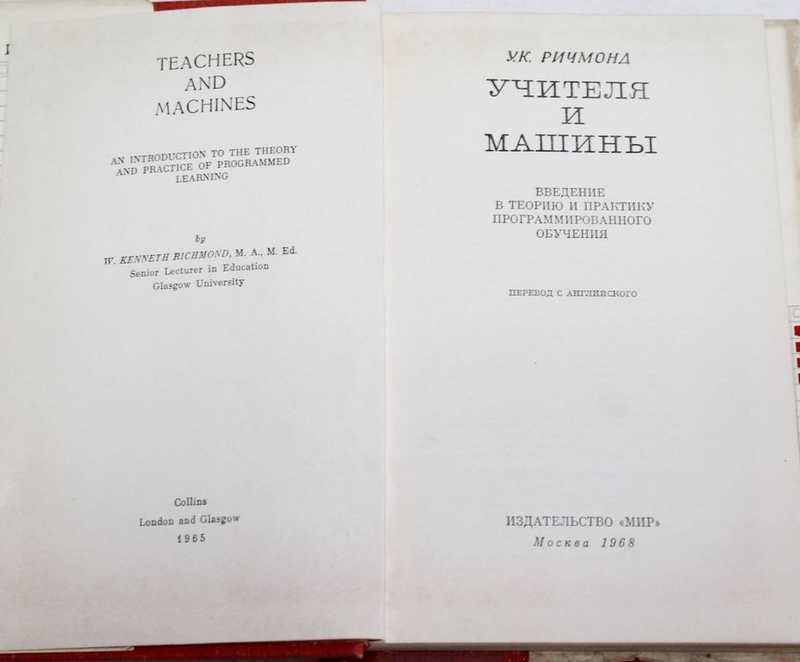 TEACHERS
AND
MACHINES
AN INTRODUCTION TO THE THEORY
AND PRACTICE OF PROGRAMMED
LEARNING
by
W. KENNETH RICHMOND, M. A., M. Ed.
Senior Lecturer in Education
Glasgow University
Collins
London and Glasgow
1965
У.К. РИЧМОНД
УЧИТЕЛЯ
И
МАШИНЫ
ВВЕДЕНИЕ
В ТЕОРИЮ И ПРАКТИКУ
ПРОГРАММИРОВАННОГО
ОБУЧЕНИЯ
ПЕРЕВОД С АНГЛИЙСКОГО
ИЗДАТЕЛЬСТВО «МИР»
Москва 1968